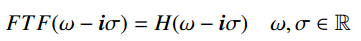 FTF(ω − iσ) = H(ω − iσ) ω, σ ∈ ℝ